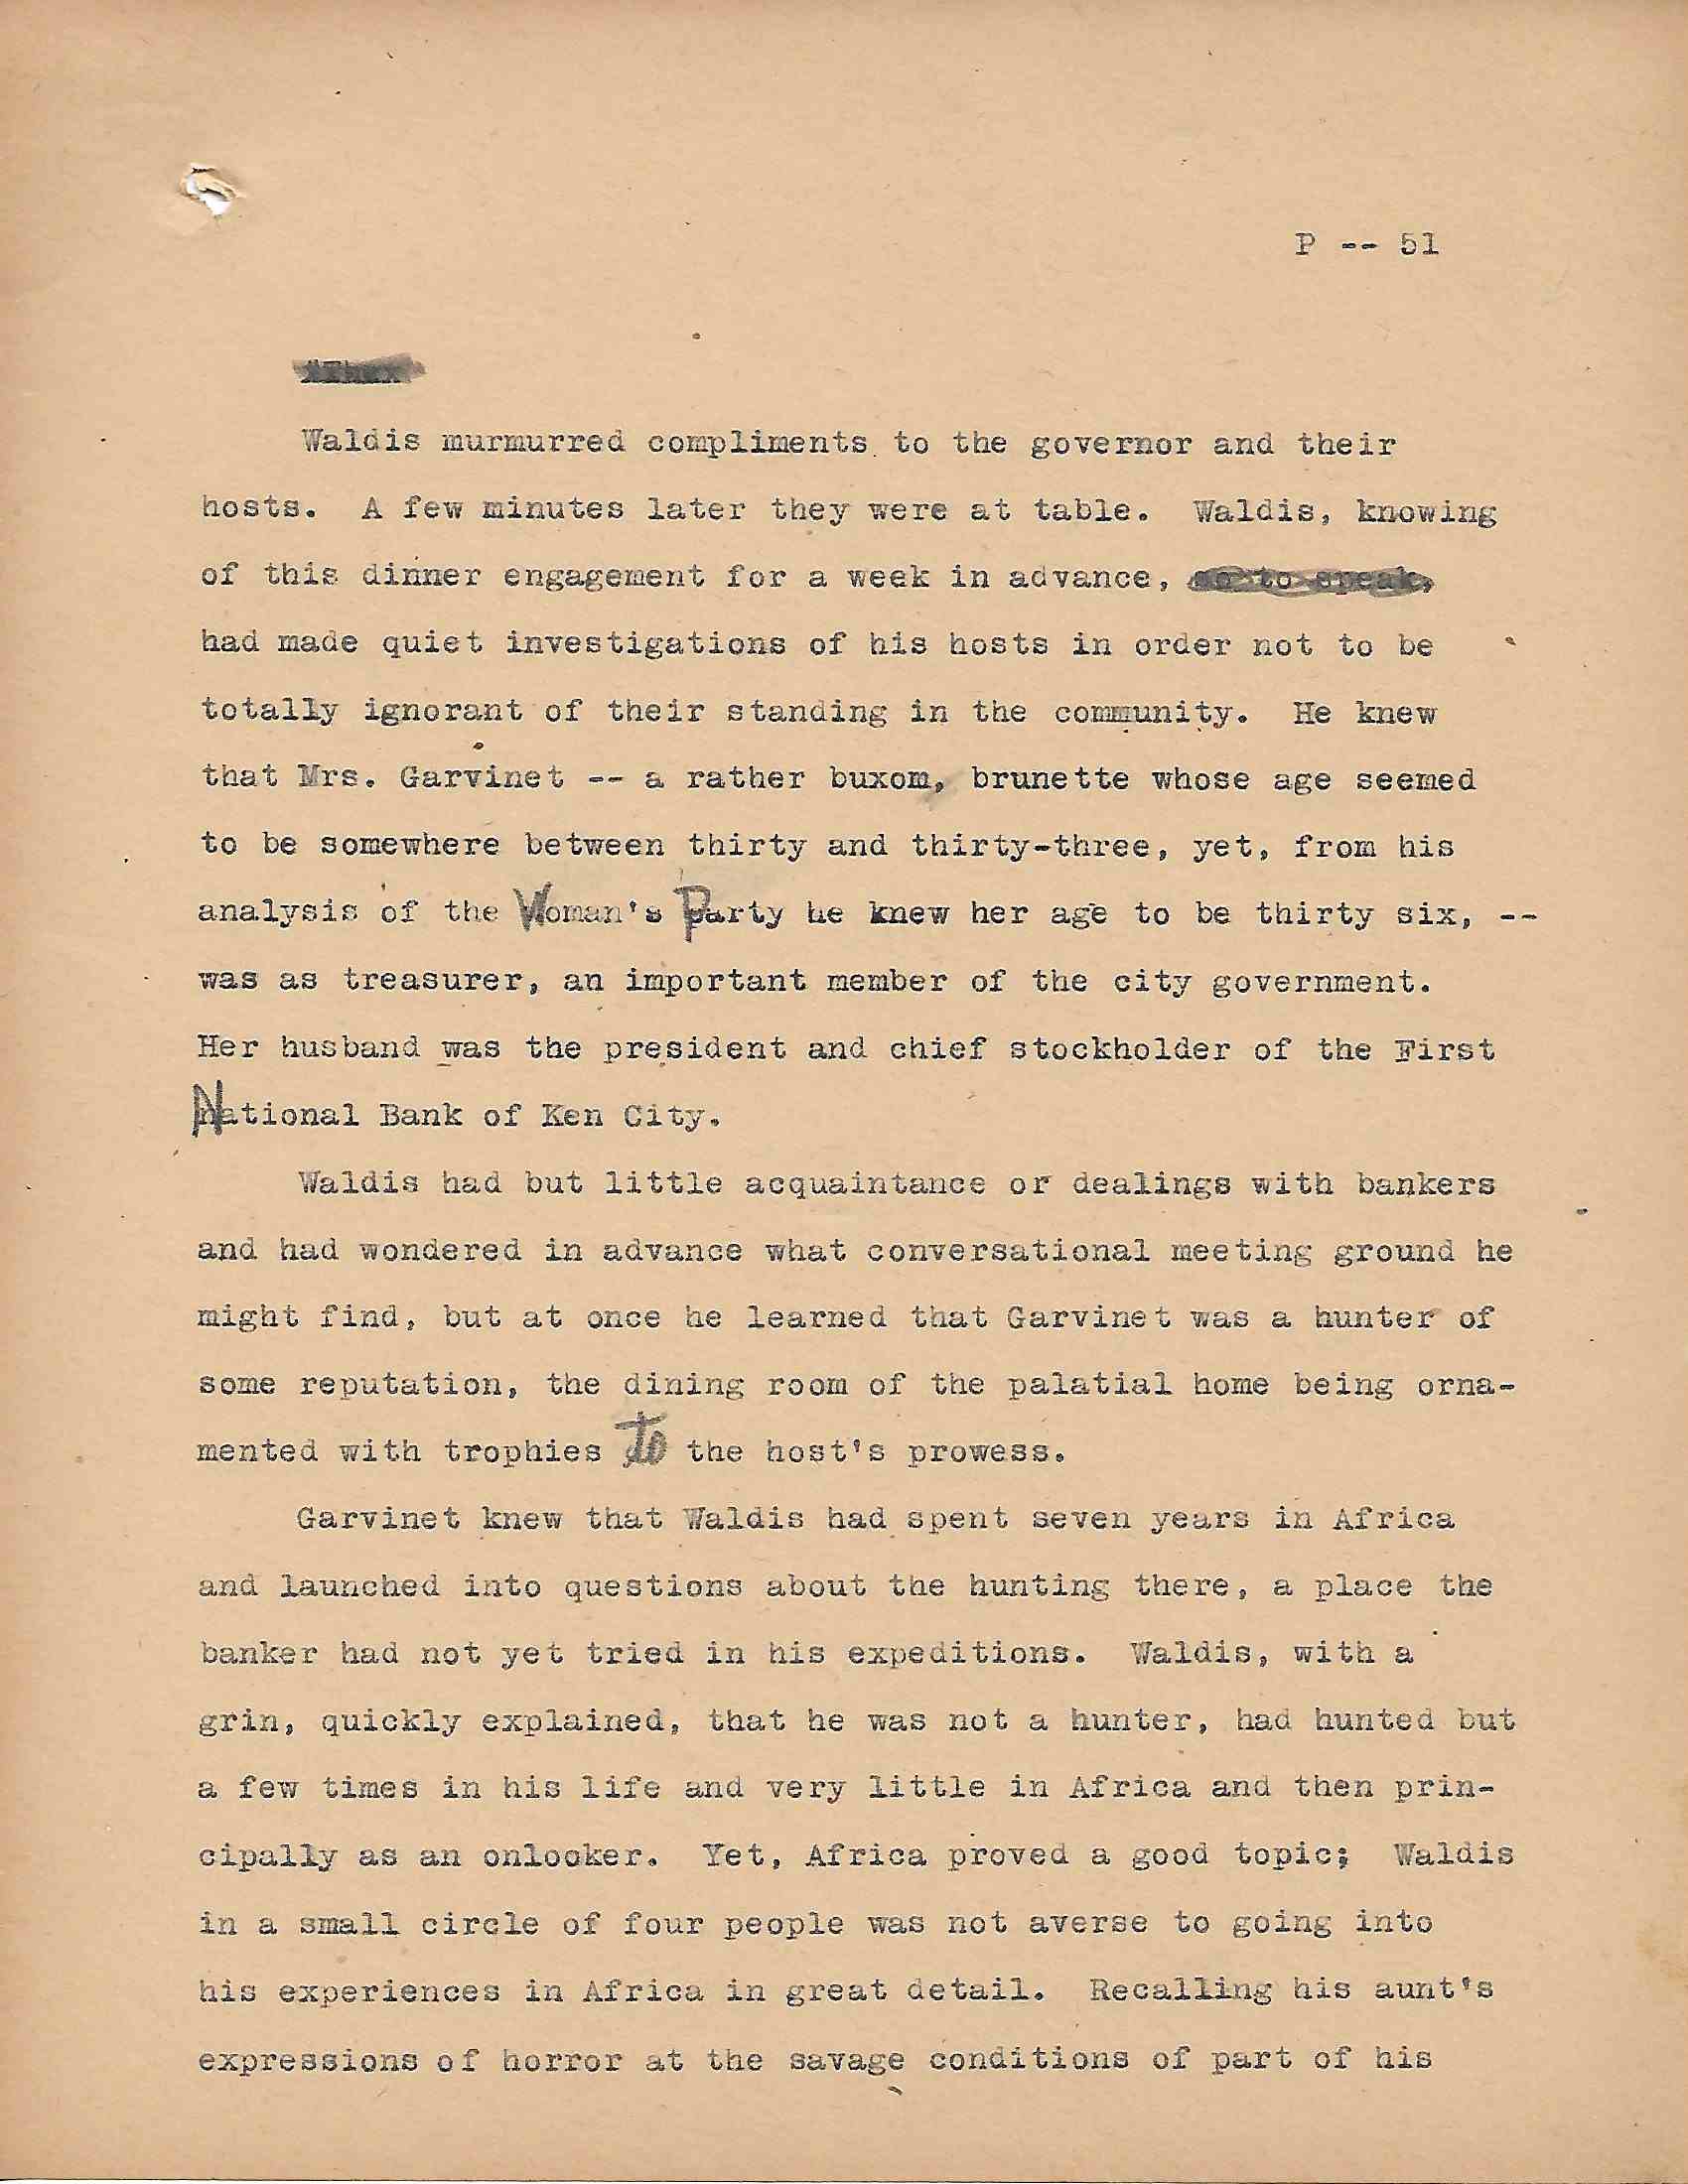 P -- 51
Waldis murmurred compliments to the governor and their
hosts.  A few minutes later they were at table.  Waldis, knowing
of this dinner engagement for a week in advance, so to speak,
had made quiet investigations of his hosts in order not to be
totally ignorant of their standing in the community.  He knew
that Mrs. Garvinet -- a rather buxom, brunette whose age seemed
to be somewhere between thirty and thirty-three, yet, from his
analysis of the Woman's Party he knew her age to be thirty six, --
was as treasurer, an important member of the city government.
Her husband was the president and chief stockholder of the First
National Bank of Ken City.
Waldis had but little acquaintance or dealings with bankers
and had wondered in advance what conversational meeting ground he
might find, but at once he learned that Garvinet was a hunter of
some reputation, the dining room of the palatial home being orna-
mented with trophies to the host's prowess.
Garvinet knew that Waldis had spent seven years in Africa
and launched into questions about the hunting there, a place the
banker had not yet tried in his expeditions.  Waldis, with a
grin, quickly explained, that he was not a hunter, had hunted but
a few times in his life and very little in Africa and then prin-
cipally as an onlooker.  Yet, Africa proved a good topic;  Waldis
in a small circle of four people was not averse to going into
his experiences in Africa in great detail.  Recalling his aunt's
expressions of horror at the savage conditions of part of his